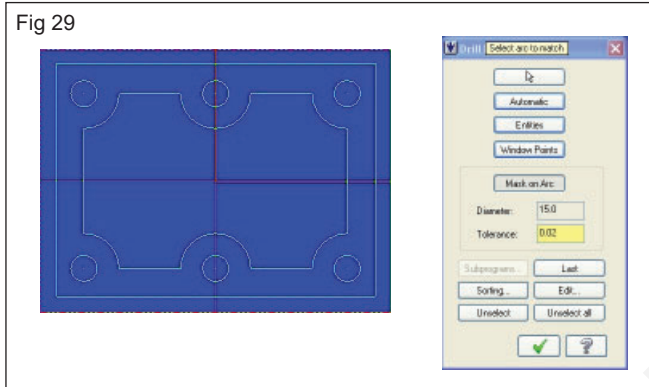 Fig 29
Drill Select arc to match
Automatic
Entities
Window Points
Mask on Arc
Diameter: 15.0
Tolerance: 0.02
Subprograms... Last
Sorting... Edit...
Unselect Unselect all